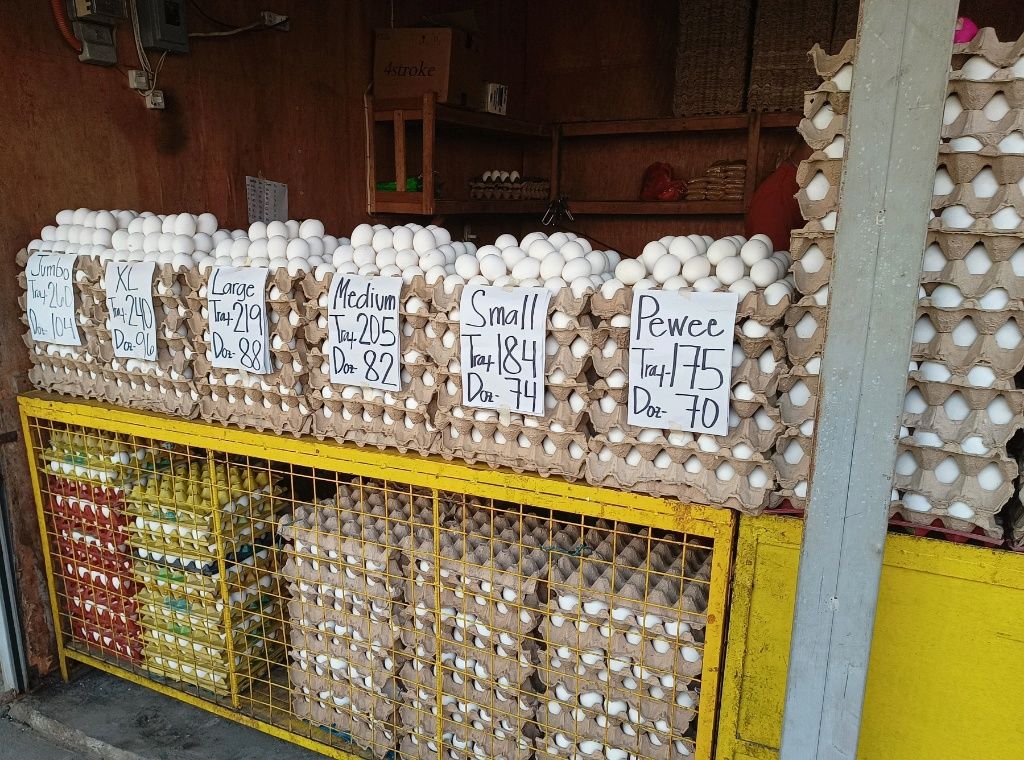 4stroke
Jumbo
Tray-260
Doz-104
XL
Tray-240
Doz-96
Large
Tray-219
Doz-88
Medium
Tray-205
Doz-82
Small
Tray-184
Doz-74
Pewee
Tray-175
Doz-70